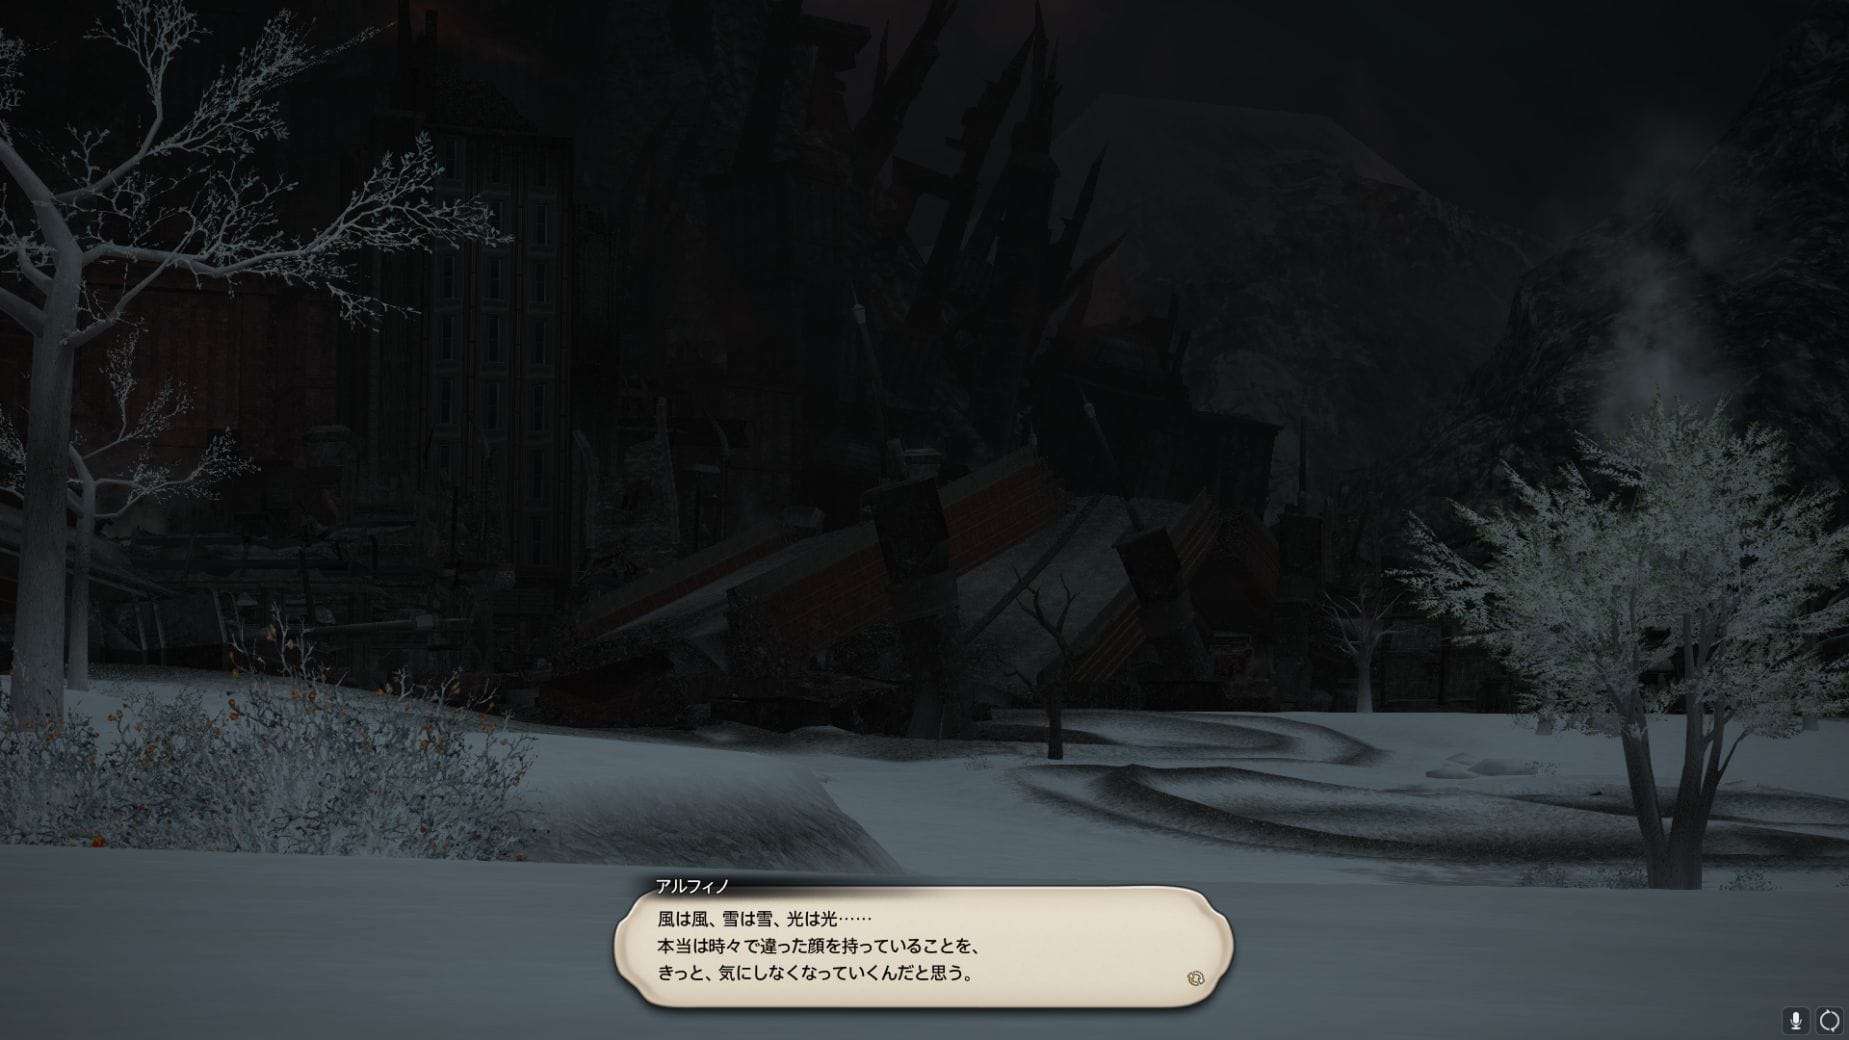 アルフィノ
風は風、雪は雪、光は光……
本当は時々で違った顔を持っていることを、
きっと、気にしなくなっていくんだと思う。